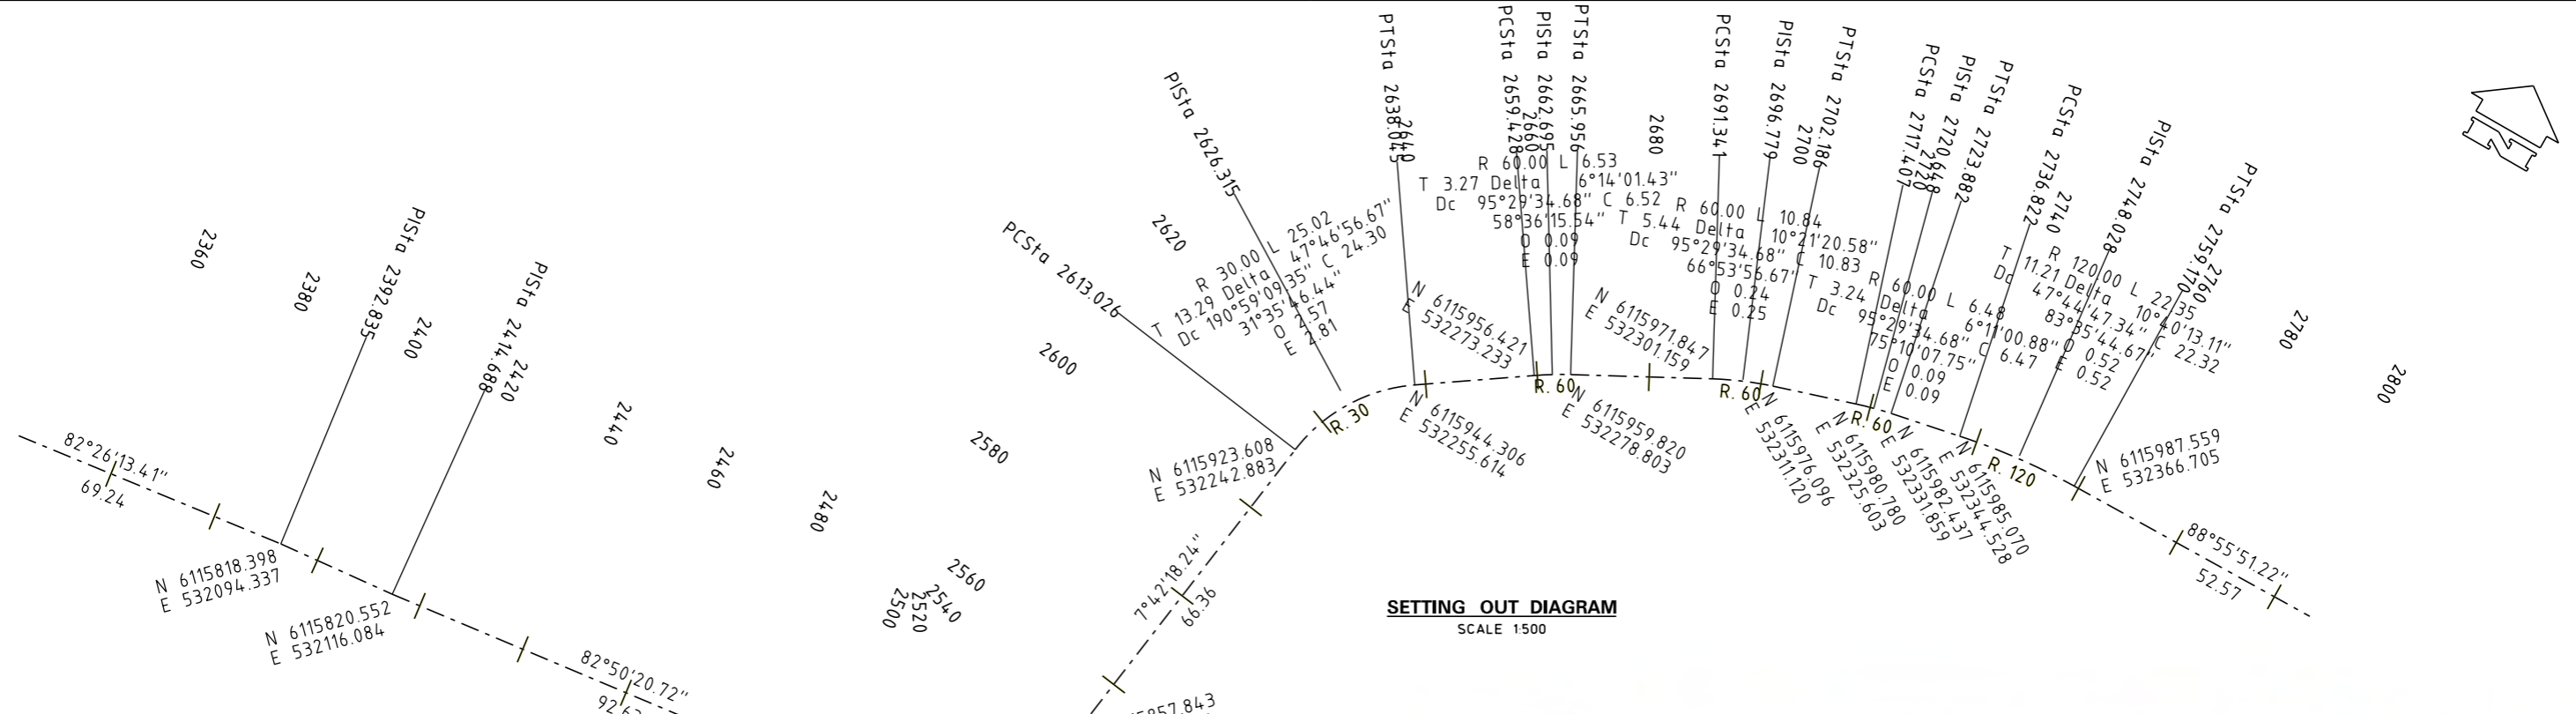 2360
2380
PISta 2392.835
2400
PISta 2414.688
2420
2440
2460
2480
2500
2520
2540
2560
2580
2600
PCSta 2613.026
2620
PISta 2626.315
PTSta 2638.045
2640
PCSta 2659.428
2660
PISta 2662.695
PTSta 2665.956
2680
PCSta 2691.341
PISta 2696.779
2700
PTSta 2702.186
PCSta 2717.407
2720
PISta 2720.648
PTSta 2723.882
PCSta 2736.822
2740
PISta 2748.028
PTSta 2759.170
2760
2780
2800
R 30.00 L 25.02
T 13.29 Delta 47°46'56.67"
Dc 190°59'09.35" C 24.30
31°35'46.44"
O 2.57
E 2.81
R 60.00 L 6.53
T 3.27 Delta 6°14'01.43"
Dc 95°29'34.68" C 6.52
58°36'15.54"
O 0.09
E 0.09
R 60.00 L 10.84
T 5.44 Delta 10°21'20.58"
Dc 95°29'34.68" C 10.83
66°53'56.67"
O 0.24
E 0.25
R 60.00 L 6.48
T 3.24 Delta 6°11'00.88"
Dc 95°29'34.68" C 6.47
75°10'07.75"
O 0.09
E 0.09
R 120.00 L 22.35
T 11.21 Delta 10°40'13.11"
Dc 47°44'47.34" C 22.32
83°35'44.67"
O 0.52
E 0.52
82°26'13.41"
69.24
N 6115818.398
E 532094.337
N 6115820.552
E 532116.084
82°50'20.72"
7°42'18.24"
66.36
N 6115923.608
E 532242.883
R. 30
N 6115944.306
E 532255.614
N 6115956.421
E 532273.233
R. 60
N 6115959.820
E 532278.803
N 6115971.847
E 532301.159
R. 60
N 6115976.096
E 532311.120
N 6115980.780
E 532325.603
R. 60
N 6115982.437
E 532331.859
N 6115985.070
E 532344.528
R. 120
N 6115987.559
E 532366.705
88°55'51.22"
52.57
N
SETTING OUT DIAGRAM
SCALE 1:500